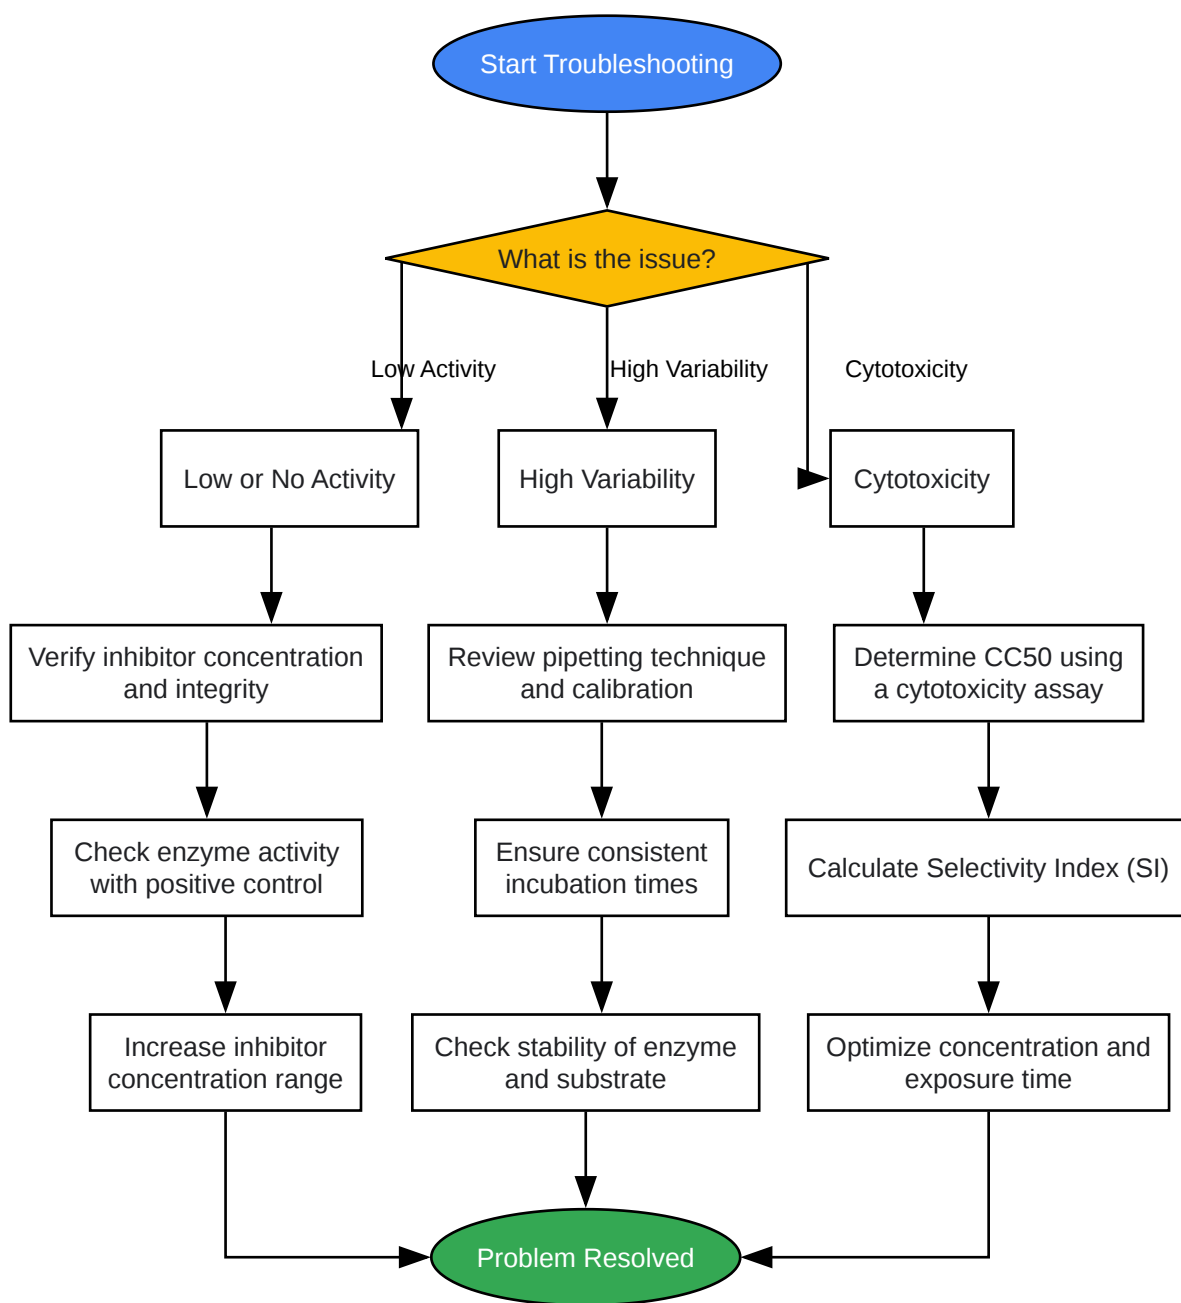 Start Troubleshooting
What is the issue?
Low Activity
High Variability
Cytotoxicity
Low or No Activity
High Variability
Cytotoxicity
Verify inhibitor concentration
and integrity
Review pipetting technique
and calibration
Determine CC50 using
a cytotoxicity assay
Check enzyme activity
with positive control
Ensure consistent
incubation times
Calculate Selectivity Index (SI)
Increase inhibitor
concentration range
Check stability of enzyme
and substrate
Optimize concentration and
exposure time
Problem Resolved